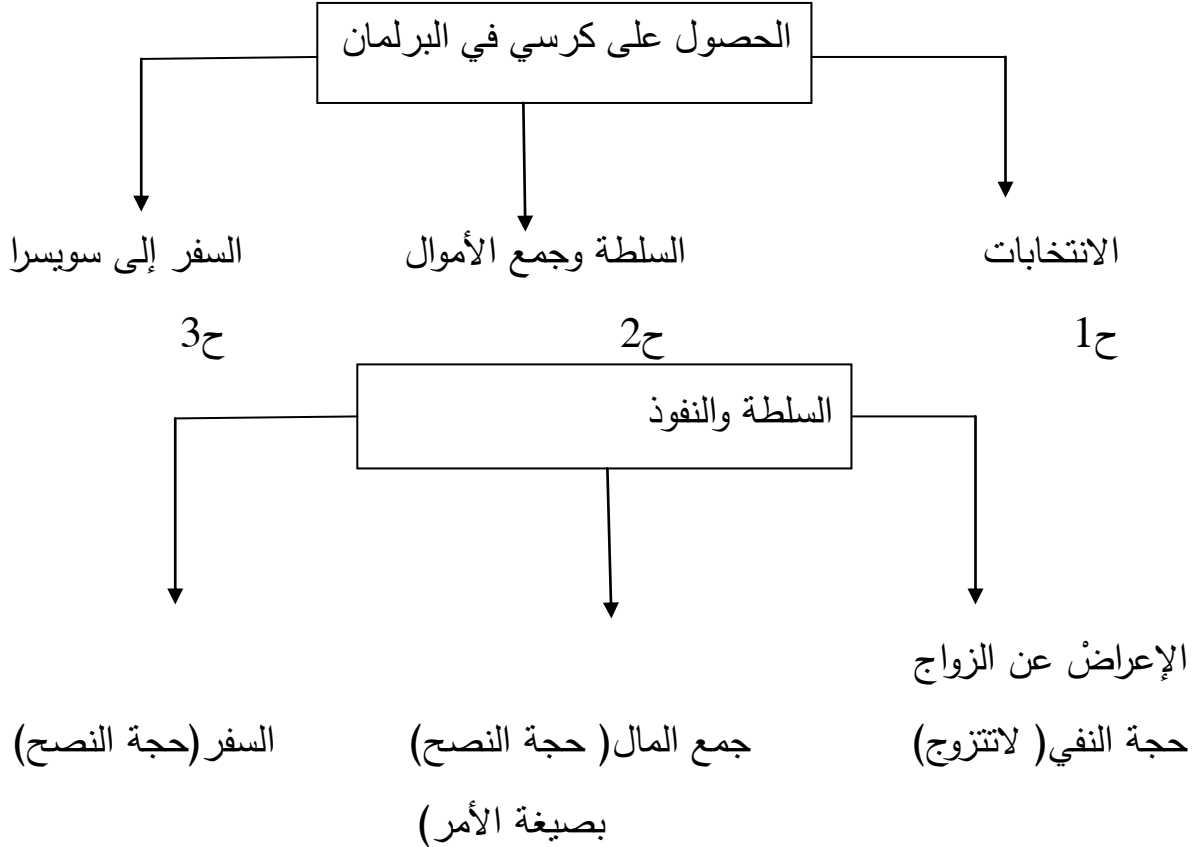 الحصول على كرسي في البرلمان
الانتخابات السلطة وجمع الأموال السفر إلى سويسرا
ح1 ح2 ح3
السلطة والنفوذ
الإعراضْ عن الزواج
حجة النفي( لاتتزوج) جمع المال( حجة النصح) السفر(حجة النصح)
بصيغة الأمر)